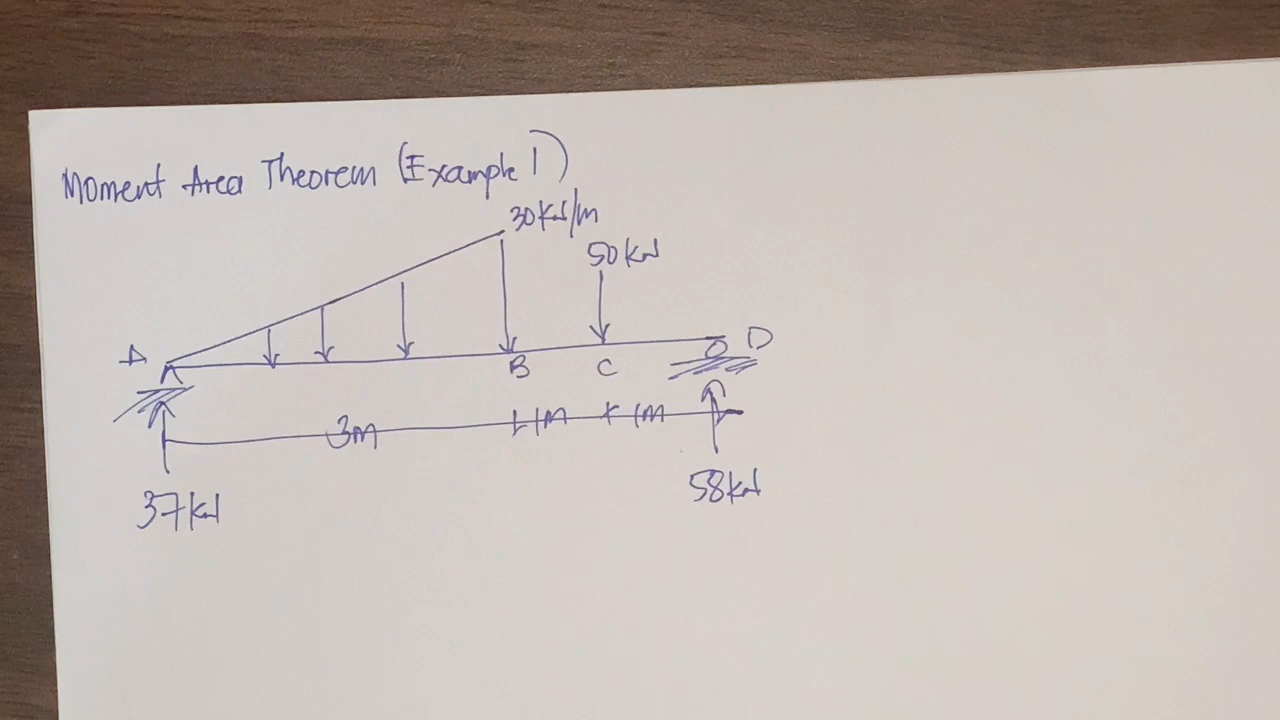 Moment Area Theorem (Example 1)
30kN/m
50kN
A
B
C
D
3m
1m
1m
37kN
58kN